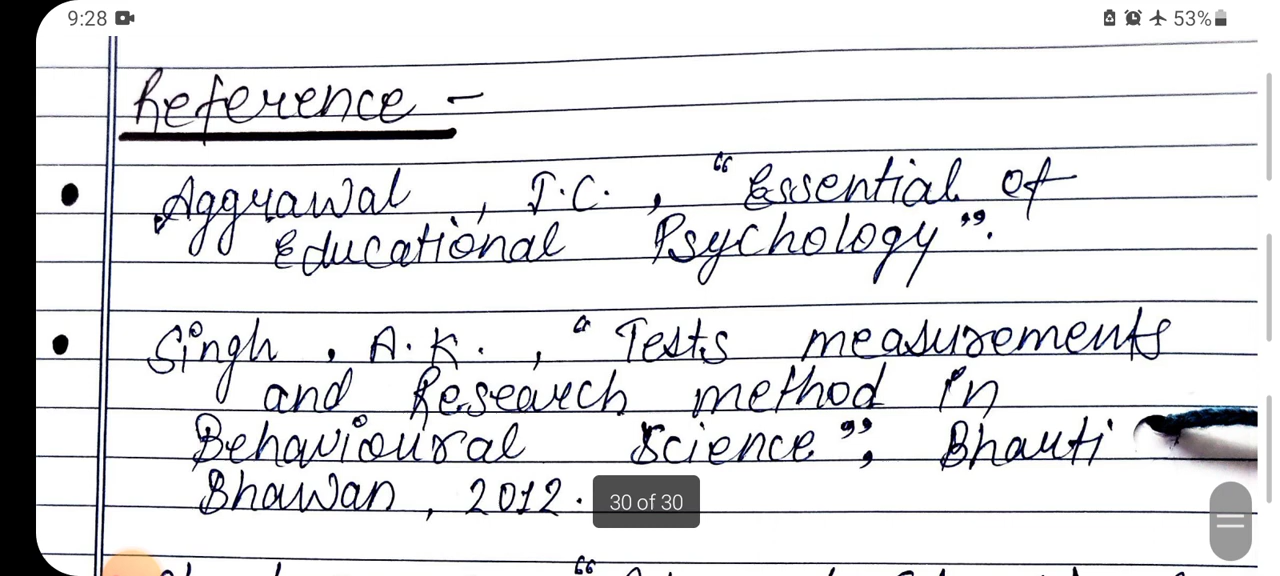 9:28
53%
Reference -
• Aggrawal , J.C. , "Essential of
Educational Psychology".
• Singh , A.K. , " Tests measurements
and Research method in
Behavioural Science"; Bharti
Bhawan , 2012.
30 of 30